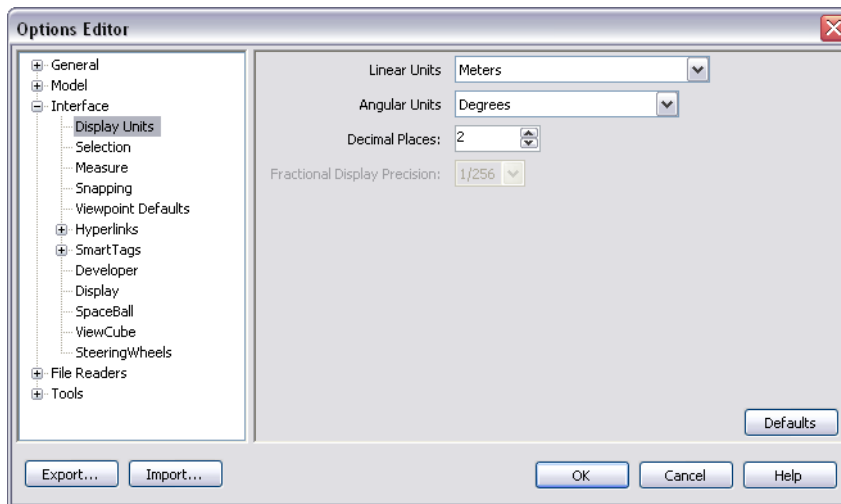 Options Editor
General
Model
Interface
Display Units
Selection
Measure
Snapping
Viewpoint Defaults
Hyperlinks
SmartTags
Developer
Display
SpaceBall
ViewCube
SteeringWheels
File Readers
Tools
Linear Units Meters
Angular Units Degrees
Decimal Places: 2
Fractional Display Precision: 1/256
Defaults
Export... Import... OK Cancel Help